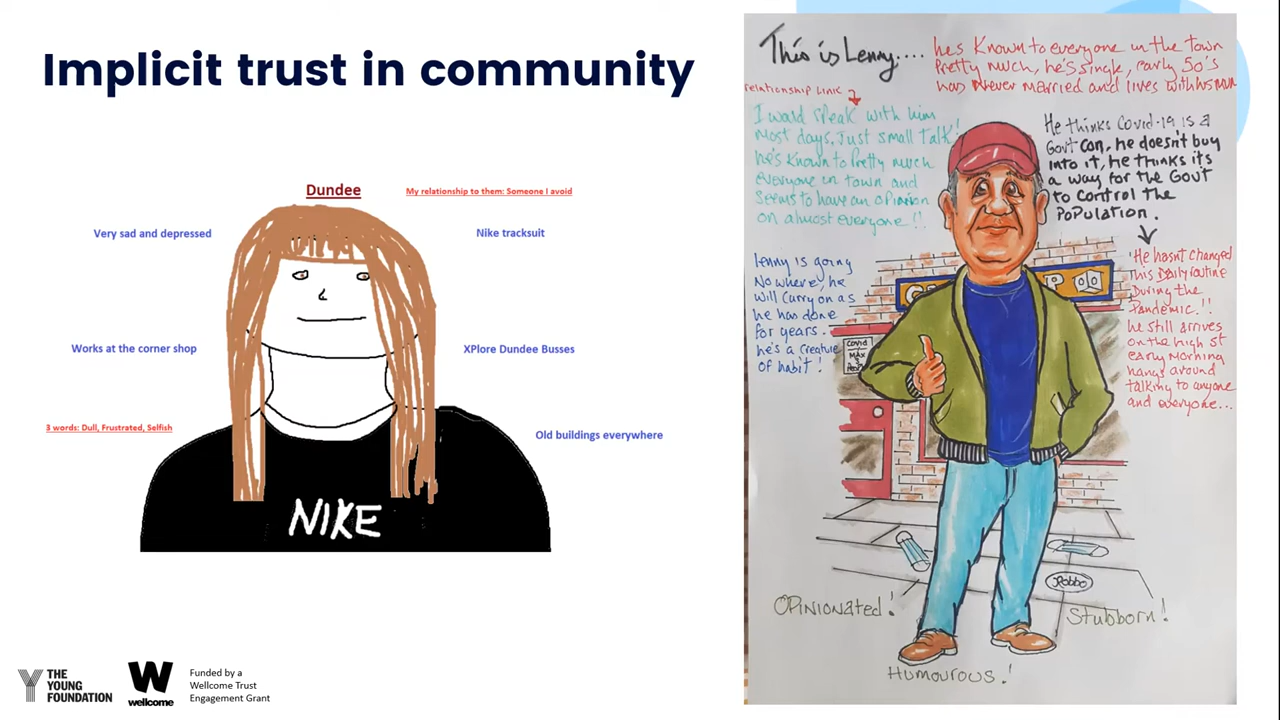 Implicit trust in community
Dundee
My relationship to them: Someone I avoid
Very sad and depressed
Nike tracksuit
Works at the corner shop
XPlore Dundee Busses
3 words: Dull, Frustrated, Selfish
Old buildings everywhere
NIKE
THE
YOUNG
FOUNDATION
W
wellcome
Funded by a
Wellcome Trust
Engagement Grant
This is Lenny....
hes Known to everyone in the town
Pretty much, he's single, early 50's
has never married and lives with his mum
relationship link
I would speak with him
most days. Just small talk!
he's known to Pretty much
everyone in town and
Seems to have an opinion
on almost everyone !!
He thinks Covid-19 is a
Govt Con, he doesn't buy
into it, he thinks its
a way for the Govt
to Control the
Population.
Lenny is going
No where, he
will carry on as
he has done
for years.
he's a creature
of habit !
He hasnt changed
his Daily routine
During the
Pandemic. !!
he still arrives
on the high st
early morning
hangs around
talking to anyone
and everyone...
Covid
MAX
3
Robbo
OPinionated !
Stubborn !
Humourous !